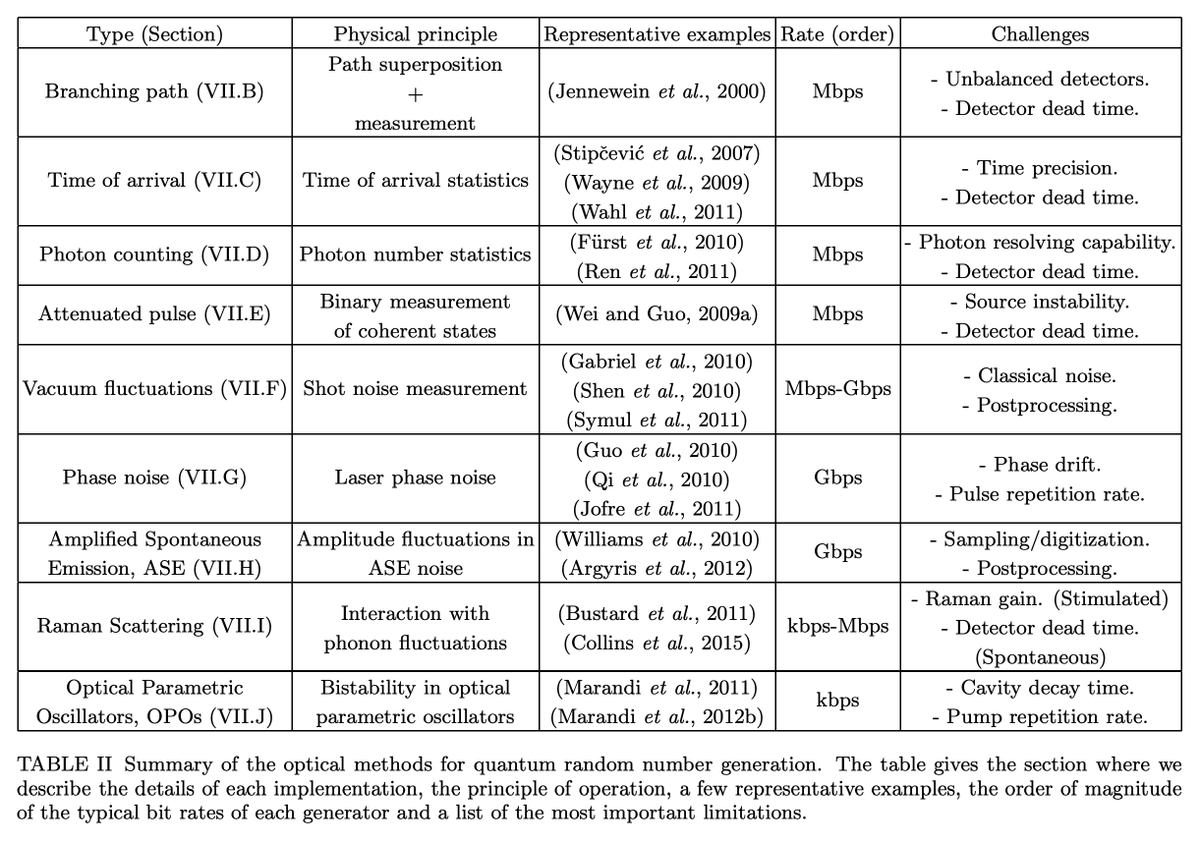 Type (Section) Physical principle Representative examples Rate (order) Challenges
Branching path (VII.B)
Path superposition
+
measurement
(Jennewein et al., 2000)
Mbps
- Unbalanced detectors.
- Detector dead time.
Time of arrival (VII.C)
Time of arrival statistics
(Stipčević et al., 2007)
(Wayne et al., 2009)
(Wahl et al., 2011)
Mbps
- Time precision.
- Detector dead time.
Photon counting (VII.D)
Photon number statistics
(Fürst et al., 2010)
(Ren et al., 2011)
Mbps
- Photon resolving capability.
- Detector dead time.
Attenuated pulse (VII.E)
Binary measurement
of coherent states
(Wei and Guo, 2009a)
Mbps
- Source instability.
- Detector dead time.
Vacuum fluctuations (VII.F)
Shot noise measurement
(Gabriel et al., 2010)
(Shen et al., 2010)
(Symul et al., 2011)
Mbps-Gbps
- Classical noise.
- Postprocessing.
Phase noise (VII.G)
Laser phase noise
(Guo et al., 2010)
(Qi et al., 2010)
(Jofre et al., 2011)
Gbps
- Phase drift.
- Pulse repetition rate.
Amplified Spontaneous
Emission, ASE (VII.H)
Amplitude fluctuations in
ASE noise
(Williams et al., 2010)
(Argyris et al., 2012)
Gbps
- Sampling/digitization.
- Postprocessing.
Raman Scattering (VII.I)
Interaction with
phonon fluctuations
(Bustard et al., 2011)
(Collins et al., 2015)
kbps-Mbps
- Raman gain. (Stimulated)
- Detector dead time.
(Spontaneous)
Optical Parametric
Oscillators, OPOs (VII.J)
Bistability in optical
parametric oscillators
(Marandi et al., 2011)
(Marandi et al., 2012b)
kbps
- Cavity decay time.
- Pump repetition rate.
TABLE II Summary of the optical methods for quantum random number generation. The table gives the section where we
describe the details of each implementation, the principle of operation, a few representative examples, the order of magnitude
of the typical bit rates of each generator and a list of the most important limitations.